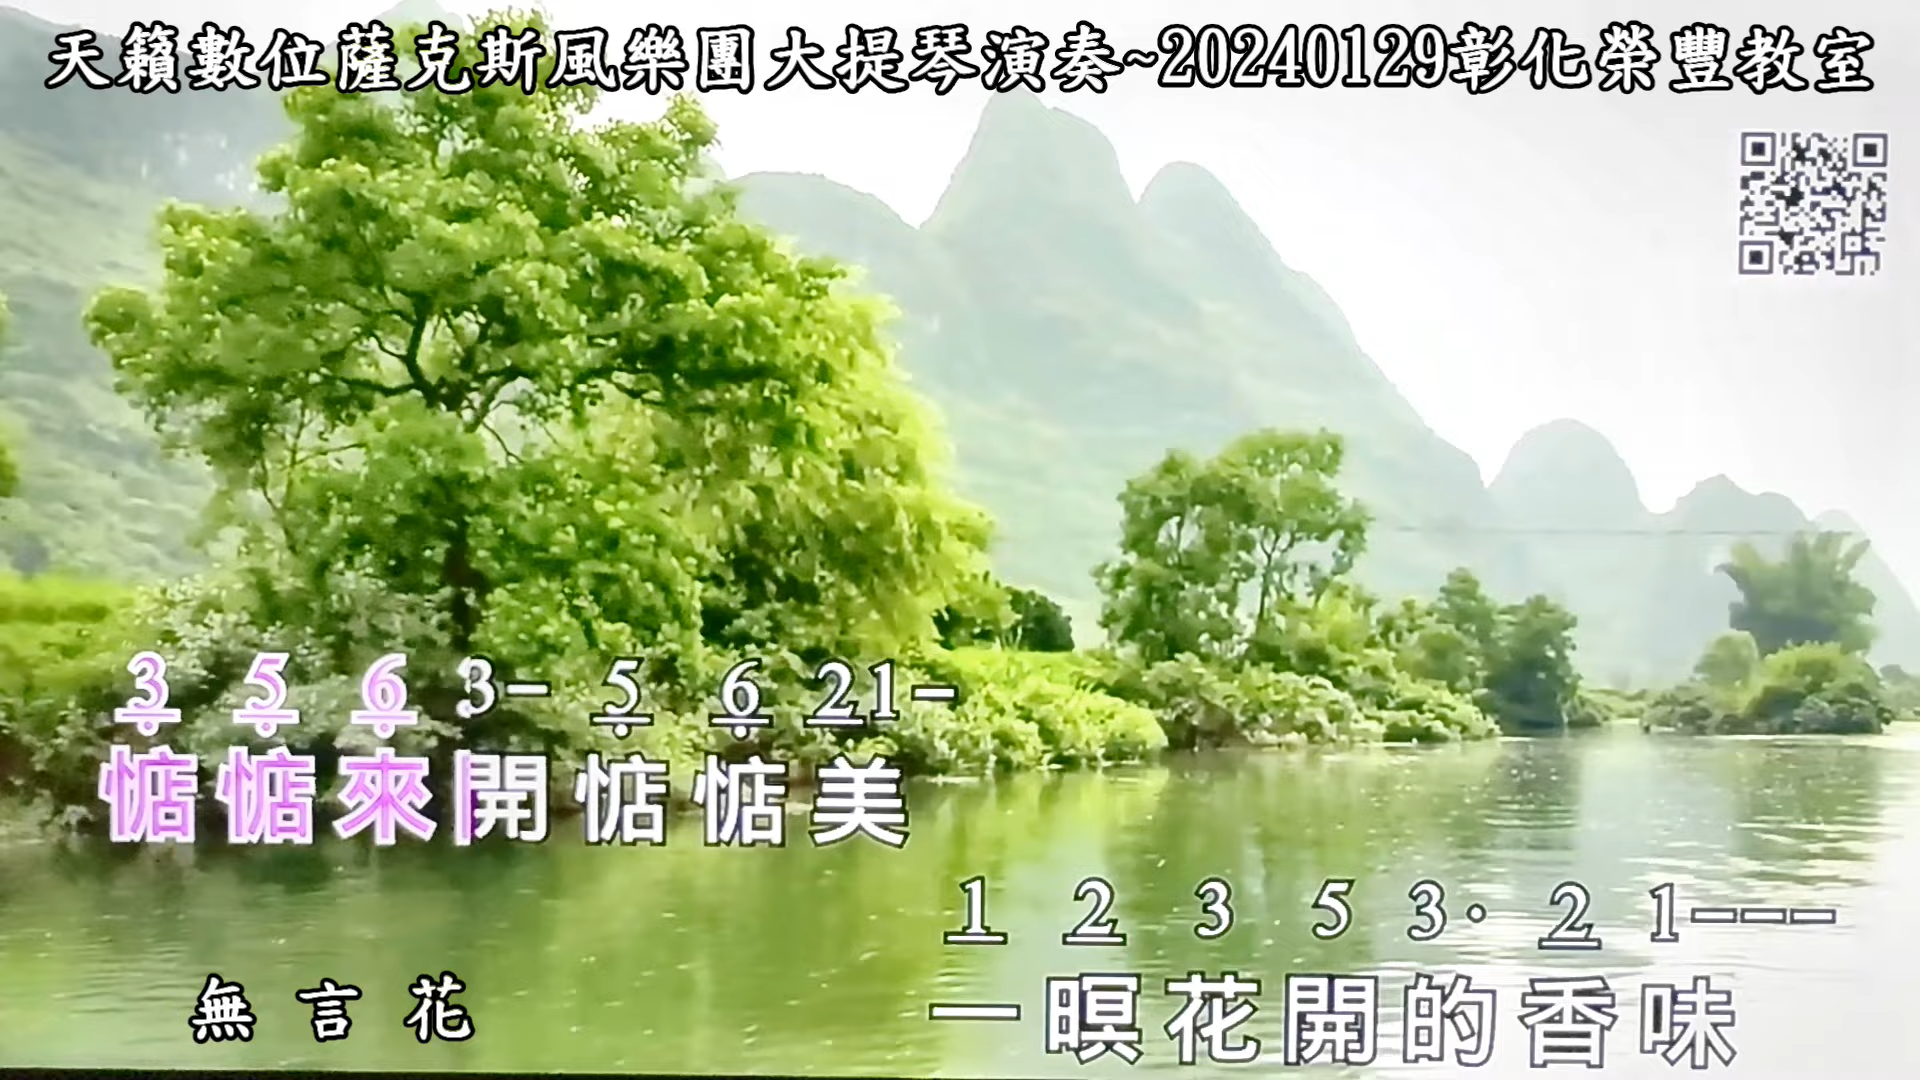 天籟數位薩克斯風樂團大提琴演奏~20240129彰化榮豐教室
3 5 6 3- 5 6 21-
惦惦來開惦惦美
1 2 3 5 3· 2 1---
一暝花開的香味
無言花